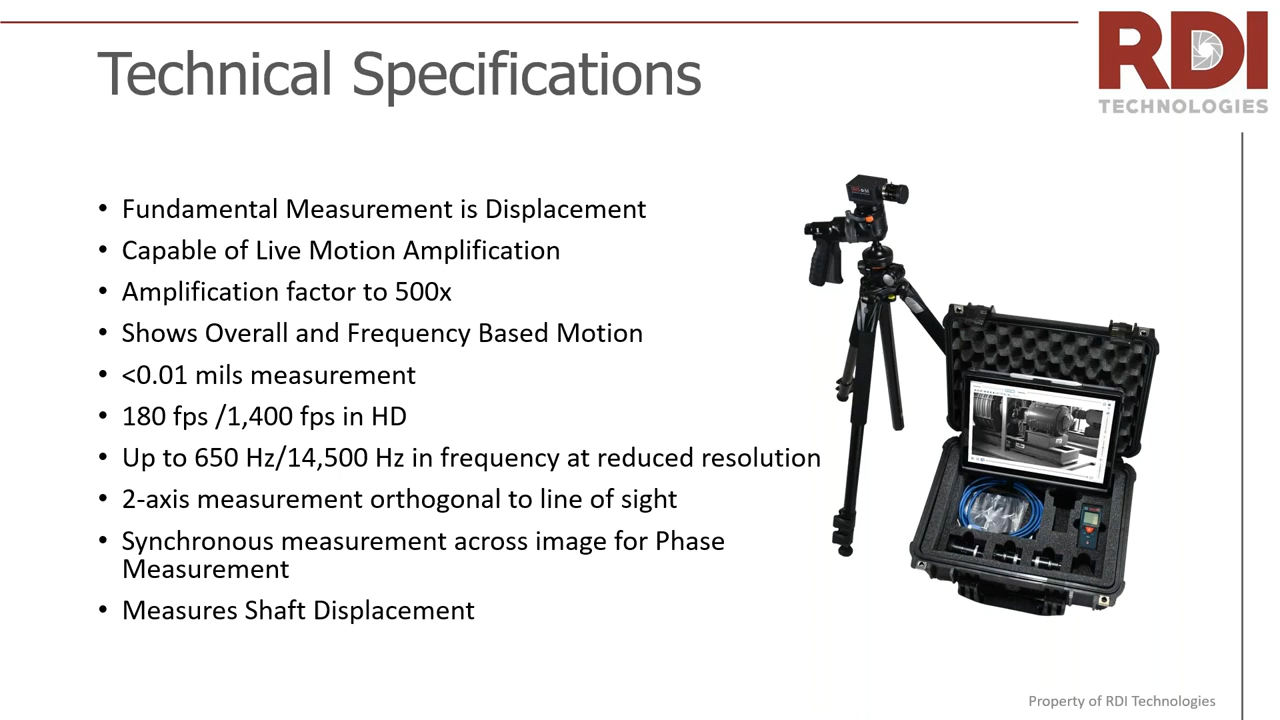 RDI
TECHNOLOGIES
Technical Specifications
• Fundamental Measurement is Displacement
• Capable of Live Motion Amplification
• Amplification factor to 500x
• Shows Overall and Frequency Based Motion
• <0.01 mils measurement
• 180 fps /1,400 fps in HD
• Up to 650 Hz/14,500 Hz in frequency at reduced resolution
• 2-axis measurement orthogonal to line of sight
• Synchronous measurement across image for Phase
Measurement
• Measures Shaft Displacement
Property of RDI Technologies